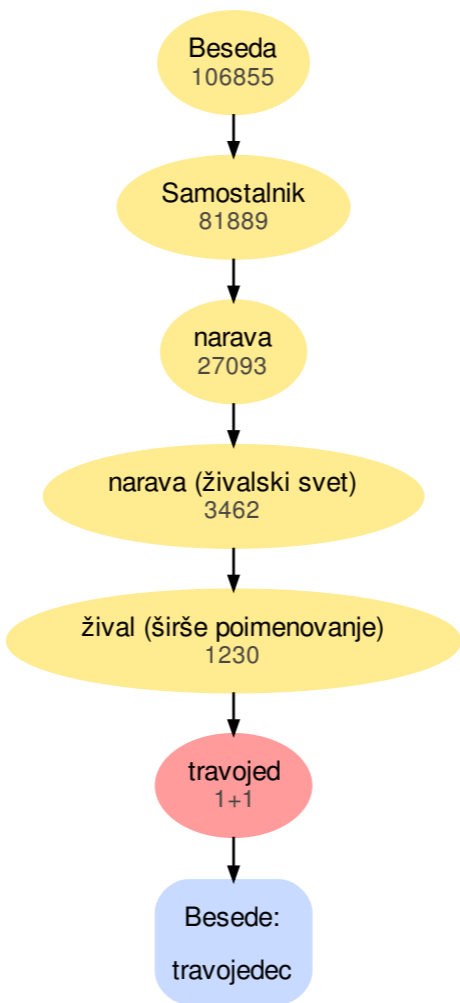 Beseda
106855
Samostalnik
81889
narava
27093
narava (živalski svet)
3462
žival (širše poimenovanje)
1230
travojed
1+1
Besede:
travojedec